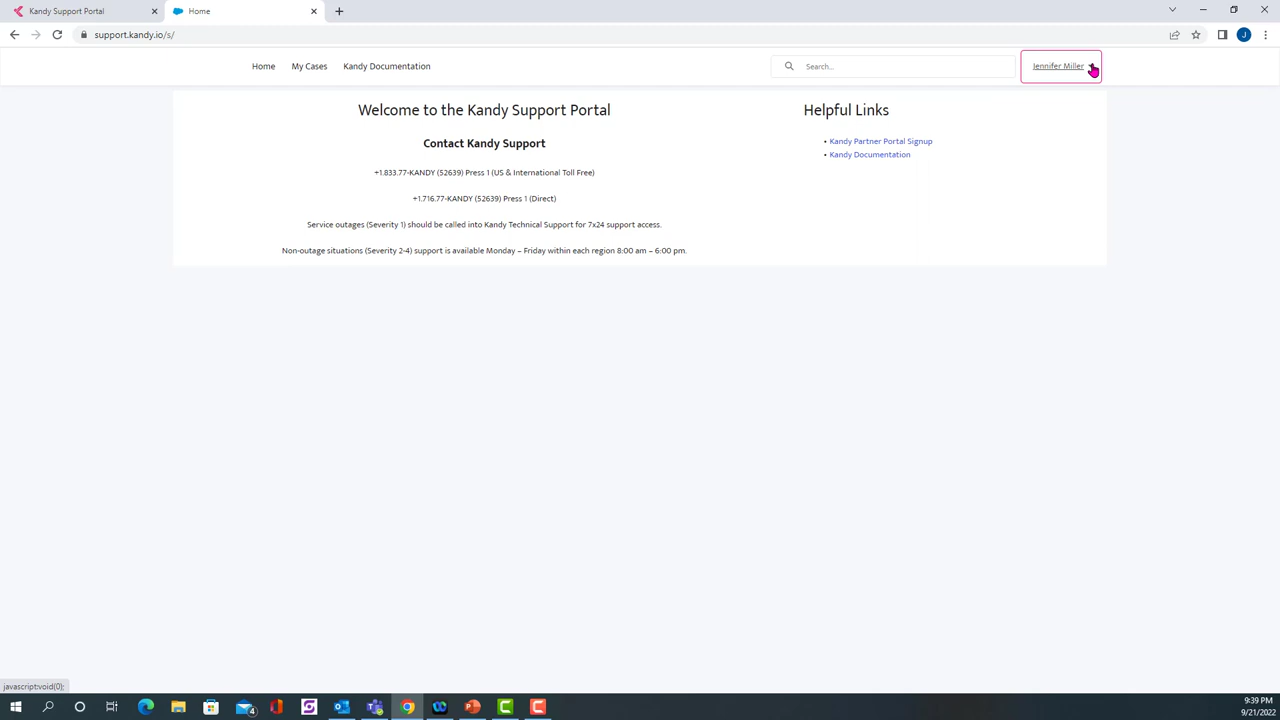 Kandy Support Portal
Home
support.kandy.io/s/
J
Home My Cases Kandy Documentation Search... Jennifer Miller
Welcome to the Kandy Support Portal
Contact Kandy Support
+1.833.77-KANDY (52639) Press 1 (US & International Toll Free)
+1.716.77-KANDY (52639) Press 1 (Direct)
Service outages (Severity 1) should be called into Kandy Technical Support for 7x24 support access.
Non-outage situations (Severity 2-4) support is available Monday – Friday within each region 8:00 am – 6:00 pm.
Helpful Links
• Kandy Partner Portal Signup
• Kandy Documentation
javascript:void(0);
4
9:39 PM
9/21/2022